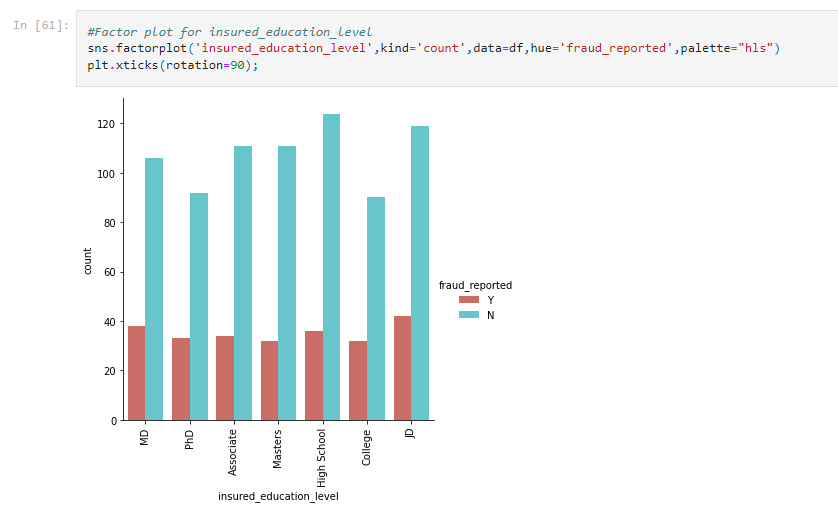 In [61]:
#Factor plot for insured_education_level
sns.factorplot('insured_education_level',kind='count',data=df,hue='fraud_reported',palette="hls")
plt.xticks(rotation=90);
120
100
80
60
40
20
0
count
fraud_reported
Y
N
MD
PhD
Associate
Masters
High School
College
JD
insured_education_level